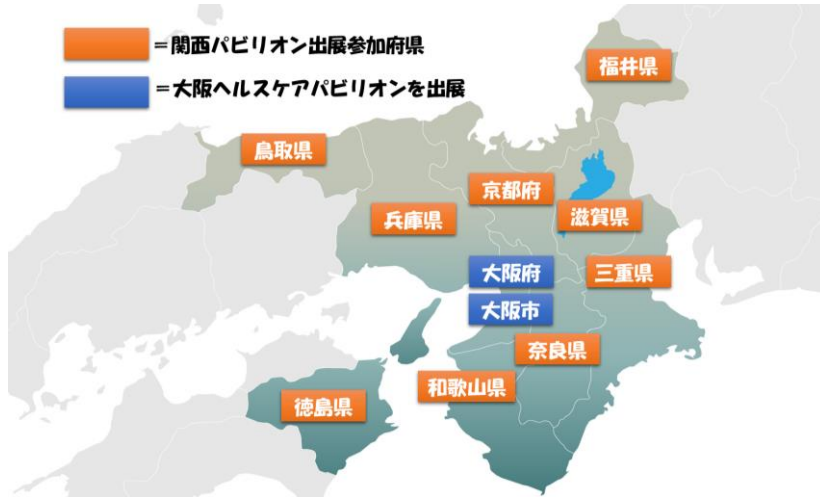 =関西パビリオン出展参加府県
=大阪ヘルスケアパビリオンを出展
福井県
鳥取県
京都府
兵庫県
滋賀県
大阪府
三重県
大阪市
奈良県
和歌山県
徳島県